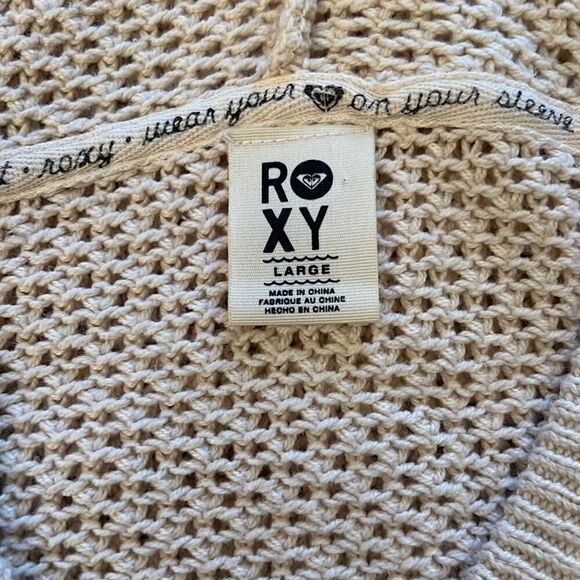 t • roxy • wear your on your sleeve
ROXY
LARGE
MADE IN CHINA
FABRIQUE AU CHINE
HECHO EN CHINA